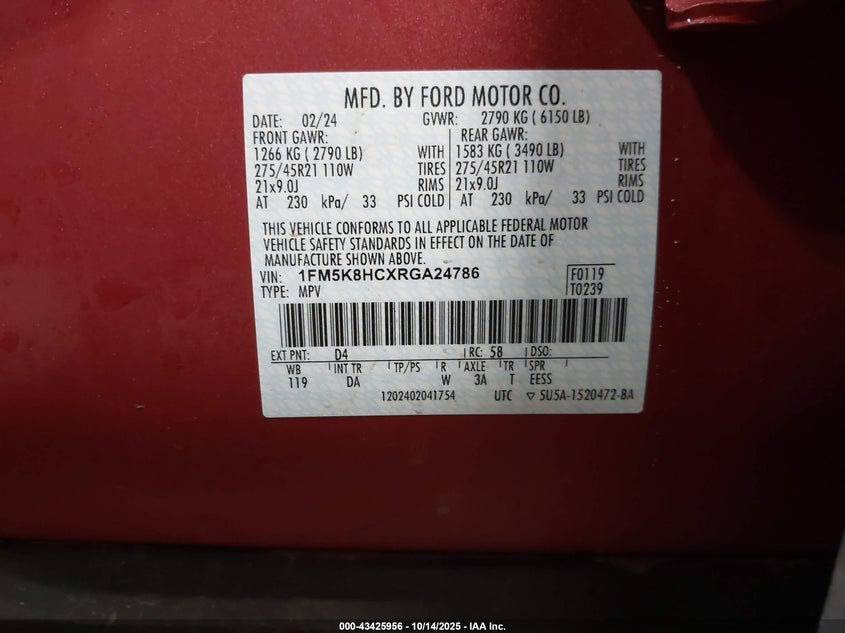 MFD. BY FORD MOTOR CO.
DATE: 02/24 GVWR: 2790 KG ( 6150 LB)
FRONT GAWR: REAR GAWR:
1266 KG ( 2790 LB) WITH 1583 KG ( 3490 LB) WITH
275/45R21 110W TIRES 275/45R21 110W TIRES
21x9.0J RIMS 21x9.0J RIMS
AT 230 kPa/ 33 PSI COLD AT 230 kPa/ 33 PSI COLD
THIS VEHICLE CONFORMS TO ALL APPLICABLE FEDERAL MOTOR
VEHICLE SAFETY STANDARDS IN EFFECT ON THE DATE OF
MANUFACTURE SHOWN ABOVE.
VIN: 1FM5K8HCXRGA24786 F0119
TYPE: MPV T0239
EXT PNT: D4 RC: 58 DSO:
WB INT TR TP/PS R AXLE TR SPR
119 DA W 3A T EESS
1202402041754 UTC ▽ 5U5A-1520472-BA
000-43425956 - 10/14/2025 - IAA Inc.